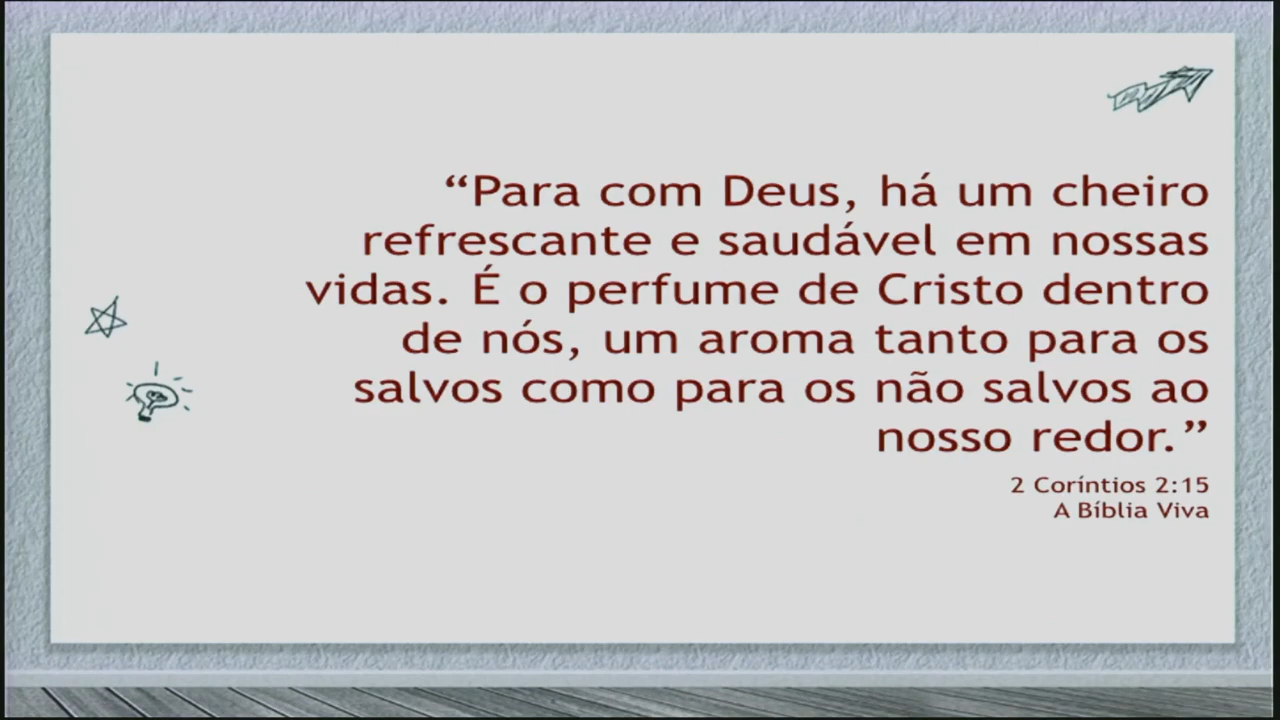 “Para com Deus, há um cheiro
refrescante e saudável em nossas
vidas. É o perfume de Cristo dentro
de nós, um aroma tanto para os
salvos como para os não salvos ao
nosso redor.”
2 Coríntios 2:15
A Bíblia Viva